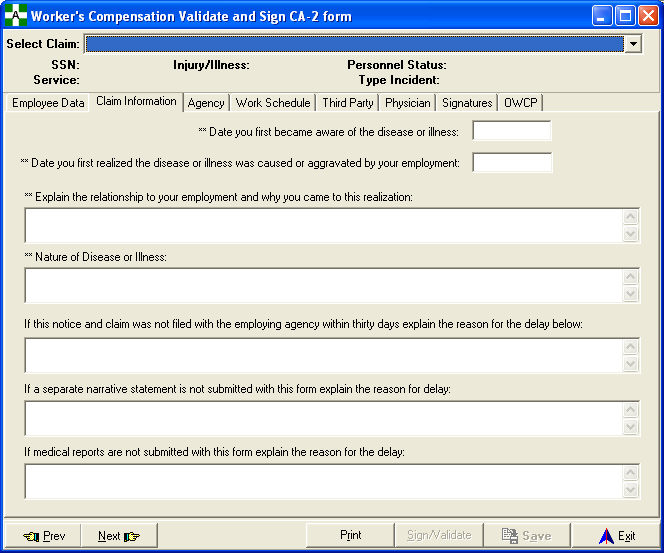 A Worker's Compensation Validate and Sign CA-2 form
Select Claim:
SSN: Injury/Illness: Personnel Status:
Service: Type Incident:
Employee Data Claim Information Agency Work Schedule Third Party Physician Signatures OWCP
** Date you first became aware of the disease or illness:
** Date you first realized the disease or illness was caused or aggravated by your employment:
** Explain the relationship to your employment and why you came to this realization:
** Nature of Disease or Illness:
If this notice and claim was not filed with the employing agency within thirty days explain the reason for the delay below:
If a separate narrative statement is not submitted with this form explain the reason for delay:
If medical reports are not submitted with this form explain the reason for the delay:
Prev Next Print Sign/Validate Save Exit